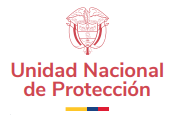 Unidad Nacional
de Protección